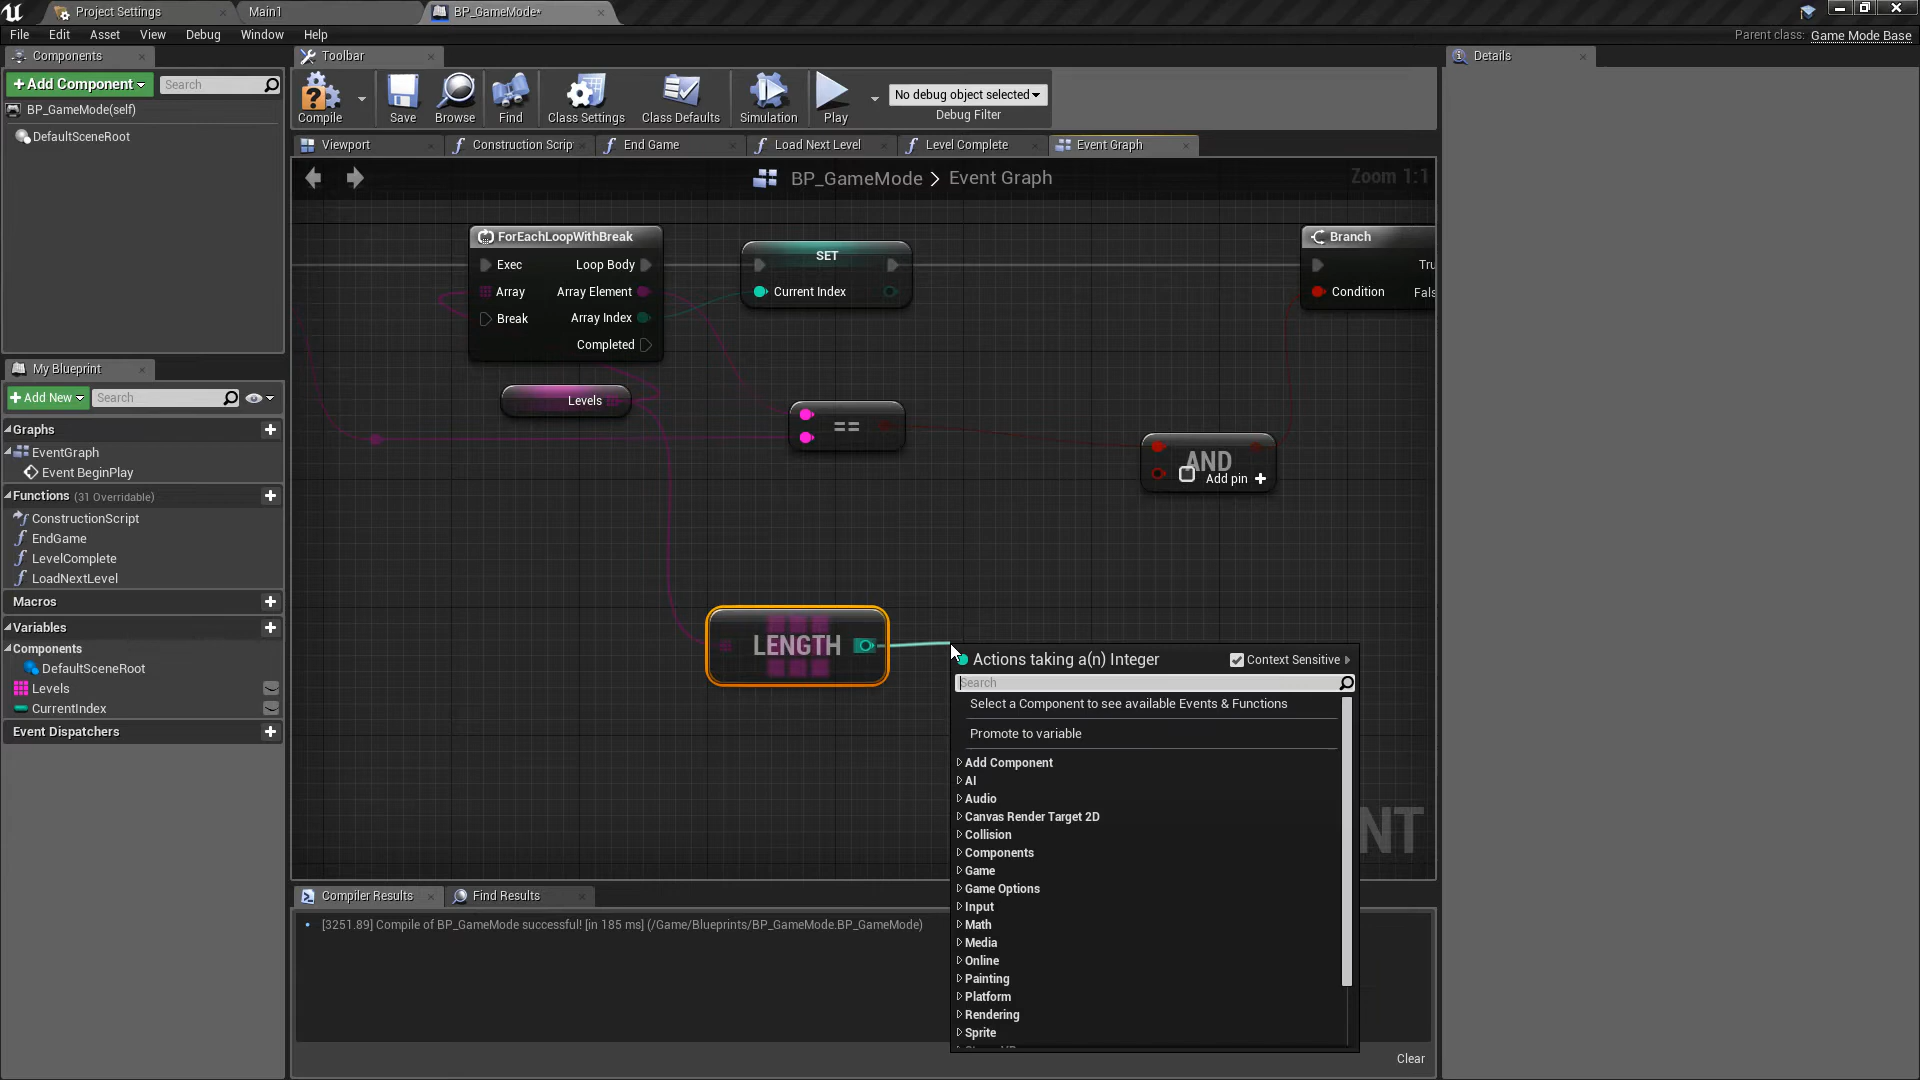 Project Settings
Main1
BP_GameMode*
File Edit Asset View Debug Window Help
Parent class: Game Mode Base
Components
Toolbar
Details
+Add Component
Search
BP_GameMode(self)
DefaultSceneRoot
Compile
Save
Browse
Find
Class Settings
Class Defaults
Simulation
Play
No debug object selected
Debug Filter
Viewport
Construction Scrip
End Game
Load Next Level
Level Complete
Event Graph
BP_GameMode > Event Graph
Zoom 1:1
ForEachLoopWithBreak
Exec
Loop Body
Array
Array Element
Array Index
Break
Completed
SET
Current Index
Branch
Tru
Condition
Fals
Levels
==
AND
Add pin +
LENGTH
My Blueprint
+Add New
Search
Graphs
EventGraph
Event BeginPlay
Functions (31 Overridable)
ConstructionScript
EndGame
LevelComplete
LoadNextLevel
Macros
Variables
Components
DefaultSceneRoot
Levels
CurrentIndex
Event Dispatchers
Actions taking a(n) Integer
Context Sensitive
Search
Select a Component to see available Events & Functions
Promote to variable
Add Component
AI
Audio
Canvas Render Target 2D
Collision
Components
Game
Game Options
Input
Math
Media
Online
Painting
Platform
Rendering
Sprite
NT
Compiler Results
Find Results
[3251.89] Compile of BP_GameMode successful! [in 185 ms] (/Game/Blueprints/BP_GameMode.BP_GameMode)
Clear